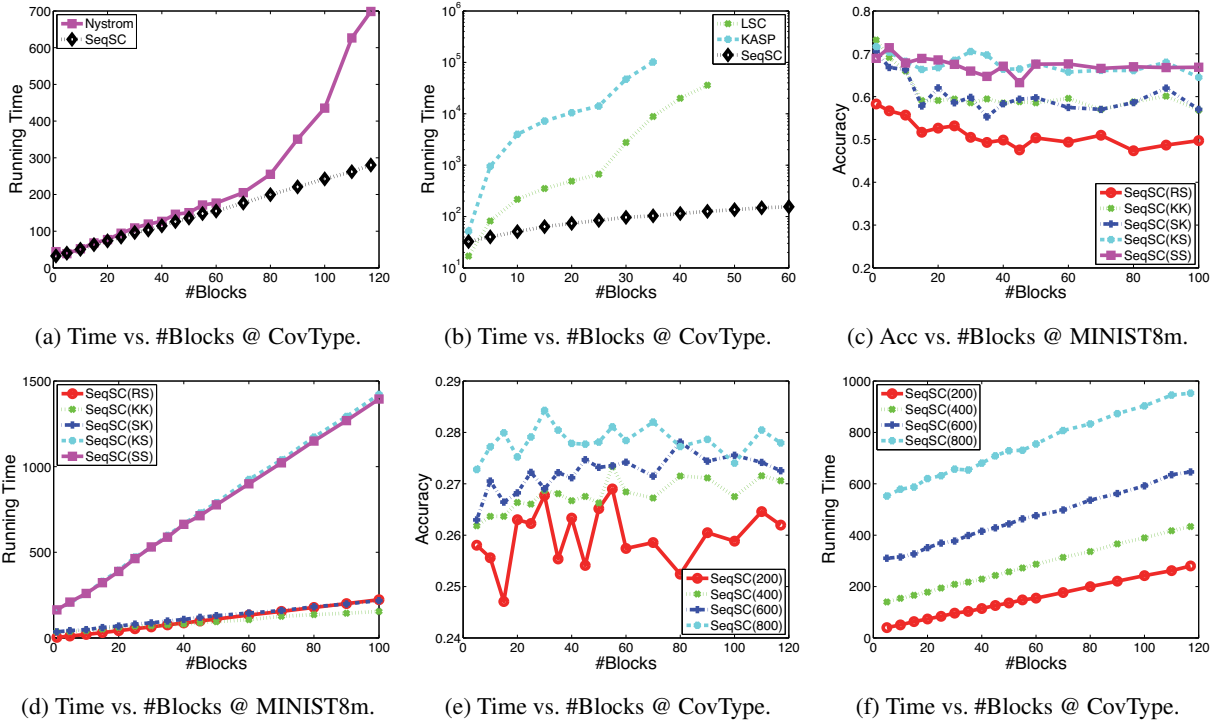 700
600
500
400
300
200
100
0
0 20 40 60 80 100 120
Running Time
#Blocks
Nystrom
SeqSC
(a) Time vs. #Blocks @ CovType.
10^6
10^5
10^4
10^3
10^2
10^1
0 10 20 30 40 50 60
Running Time
#Blocks
LSC
KASP
SeqSC
(b) Time vs. #Blocks @ CovType.
0.8
0.7
0.6
0.5
0.4
0.3
0.2
0 20 40 60 80 100
Accuracy
#Blocks
SeqSC(RS)
SeqSC(KK)
SeqSC(SK)
SeqSC(KS)
SeqSC(SS)
(c) Acc vs. #Blocks @ MINIST8m.
1500
1000
500
0
0 20 40 60 80 100
Running Time
#Blocks
SeqSC(RS)
SeqSC(KK)
SeqSC(SK)
SeqSC(KS)
SeqSC(SS)
(d) Time vs. #Blocks @ MINIST8m.
0.29
0.28
0.27
0.26
0.25
0.24
0 20 40 60 80 100 120
Accuracy
#Blocks
SeqSC(200)
SeqSC(400)
SeqSC(600)
SeqSC(800)
(e) Time vs. #Blocks @ CovType.
1000
800
600
400
200
0
0 20 40 60 80 100 120
Running Time
#Blocks
SeqSC(200)
SeqSC(400)
SeqSC(600)
SeqSC(800)
(f) Time vs. #Blocks @ CovType.